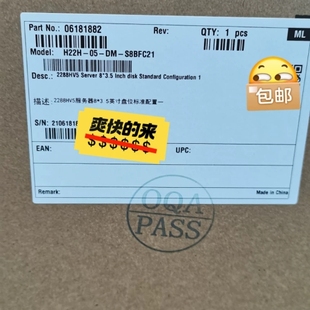 Part No.: 06181882 Rev: QTY: 1 pcs ML
Model: H22H-05-DM-S8BFC21
Desc.: 2288HV5 Server 8*3.5 Inch disk Standard Configuration 1
包邮
描述: 2288HV5服务器8*3.5英寸盘位标准配置一
爽快的来
$$$$$$
S/N: 2106181
EAN: UPC:
Remark: Made in China
OQA
PASS